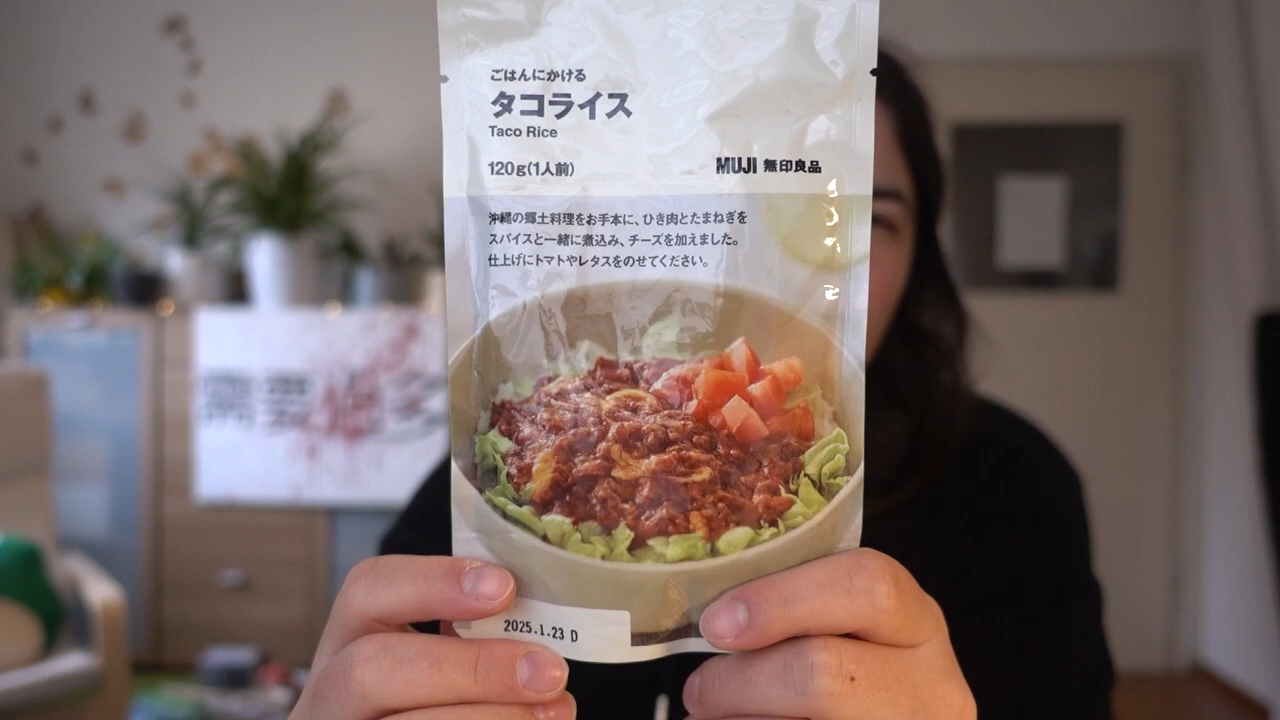 ごはんにかける
タコライス
Taco Rice
120g(1人前)
MUJI 無印良品
沖縄の郷土料理をお手本に、ひき肉とたまねぎを
スパイスと一緒に煮込み、チーズを加えました。
仕上げにトマトやレタスをのせてください。
需要
2025.1.23 D